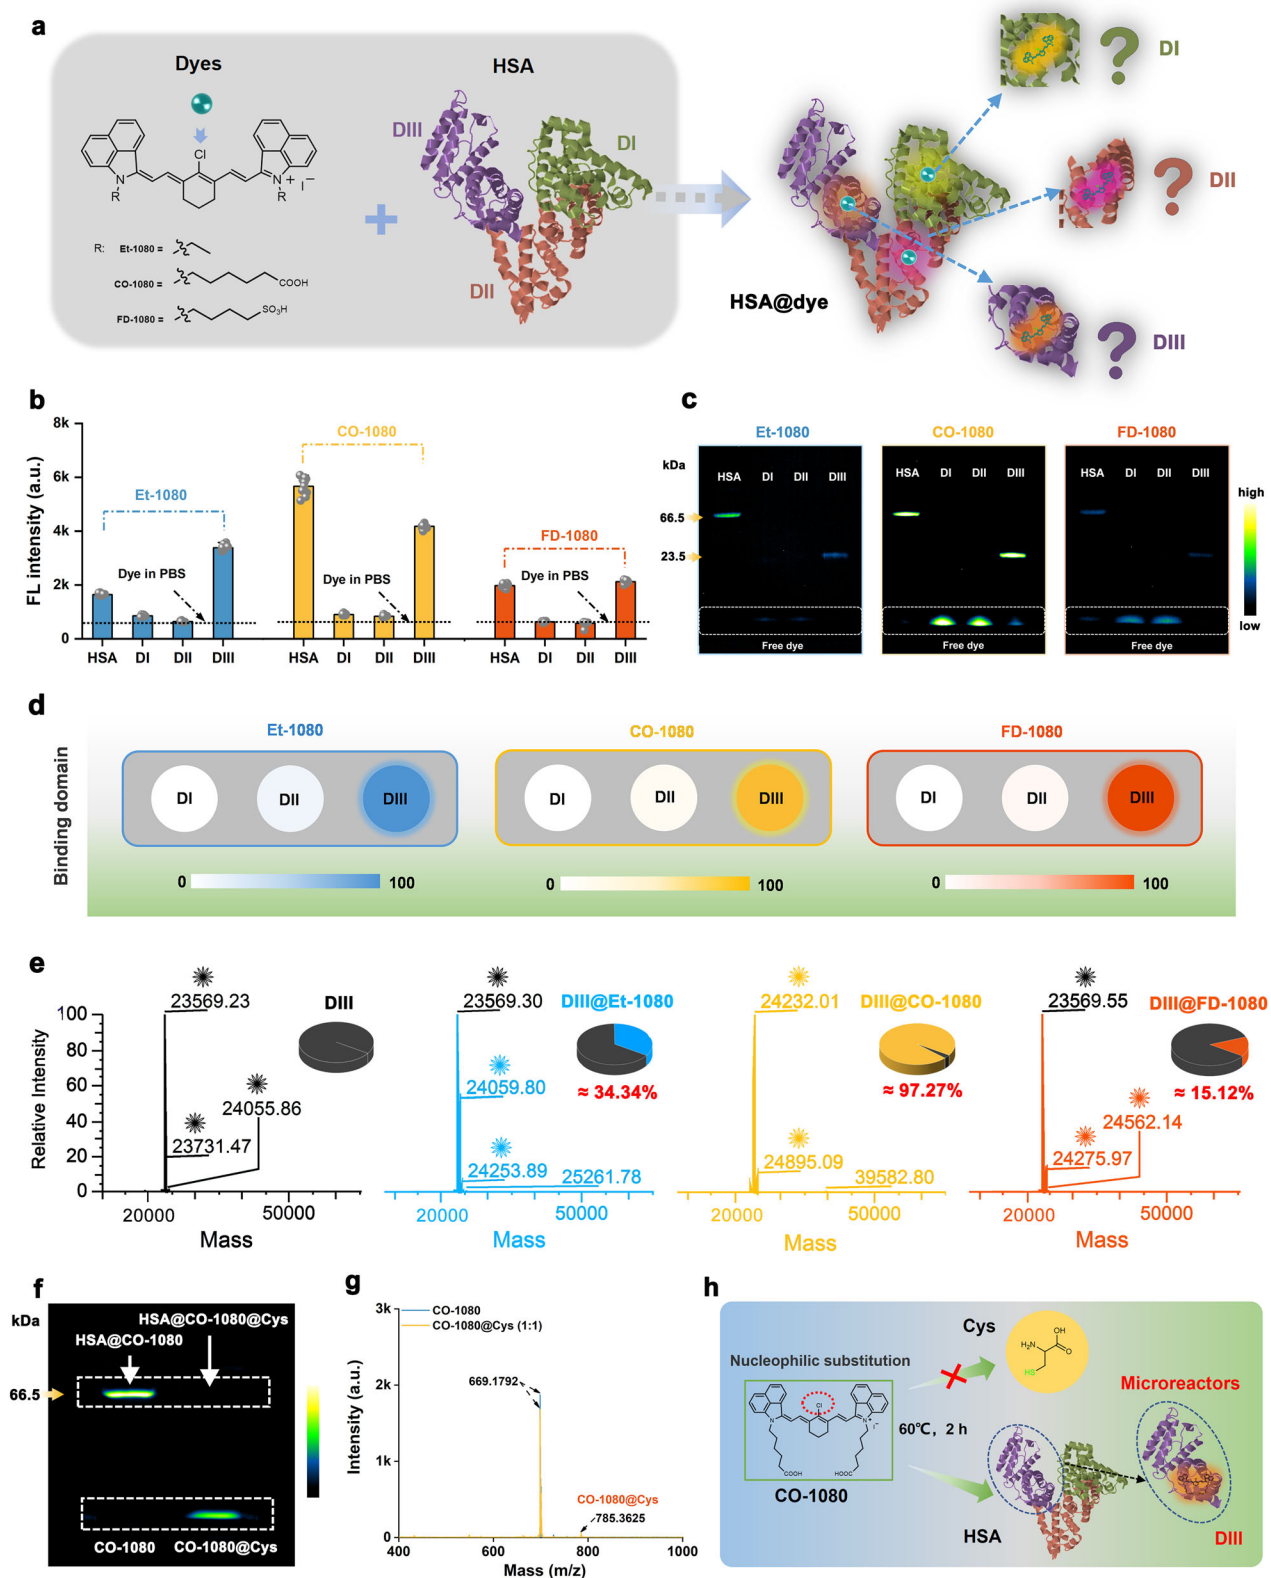 a
Dyes
HSA
Cl
N
R
N
+
I−
R
R:
Et-1080 =
CO-1080 =
COOH
FD-1080 =
SO₃H
+
DIII
DI
DII
HSA@dye
? DI
? DII
? DIII
b
FL intensity (a.u.)
8k
6k
4k
2k
0
Et-1080
CO-1080
FD-1080
Dye in PBS
Dye in PBS
HSA DI DII DIII
HSA DI DII DIII
HSA DI DII DIII
c
Et-1080
CO-1080
FD-1080
kDa
HSA DI DII DIII
HSA DI DII DIII
HSA DI DII DIII
66.5
23.5
Free dye
Free dye
Free dye
high
low
d
Binding domain
Et-1080
CO-1080
FD-1080
DI DII DIII
DI DII DIII
DI DII DIII
0 100
0 100
0 100
e
Relative Intensity
100
80
60
40
20
0
23569.23
DIII
24055.86
23731.47
20000 50000
Mass
23569.30
DIII@Et-1080
24059.80
≈ 34.34%
24253.89
25261.78
20000 50000
Mass
24232.01
DIII@CO-1080
≈ 97.27%
24895.09
39582.80
20000 50000
Mass
23569.55
DIII@FD-1080
≈ 15.12%
24562.14
24275.97
20000 50000
Mass
f
kDa
HSA@CO-1080@Cys
HSA@CO-1080
66.5
CO-1080
CO-1080@Cys
g
Intensity (a.u.)
3k
2k
1k
0
CO-1080
CO-1080@Cys (1:1)
669.1792
CO-1080@Cys
785.3625
400 600 800 1000
Mass (m/z)
h
Cys
OH
H₂N
O
HS
Nucleophilic substitution
Cl
N
N+
I−
COOH
HOOC
CO-1080
60℃, 2 h
Microreactors
HSA
DIII